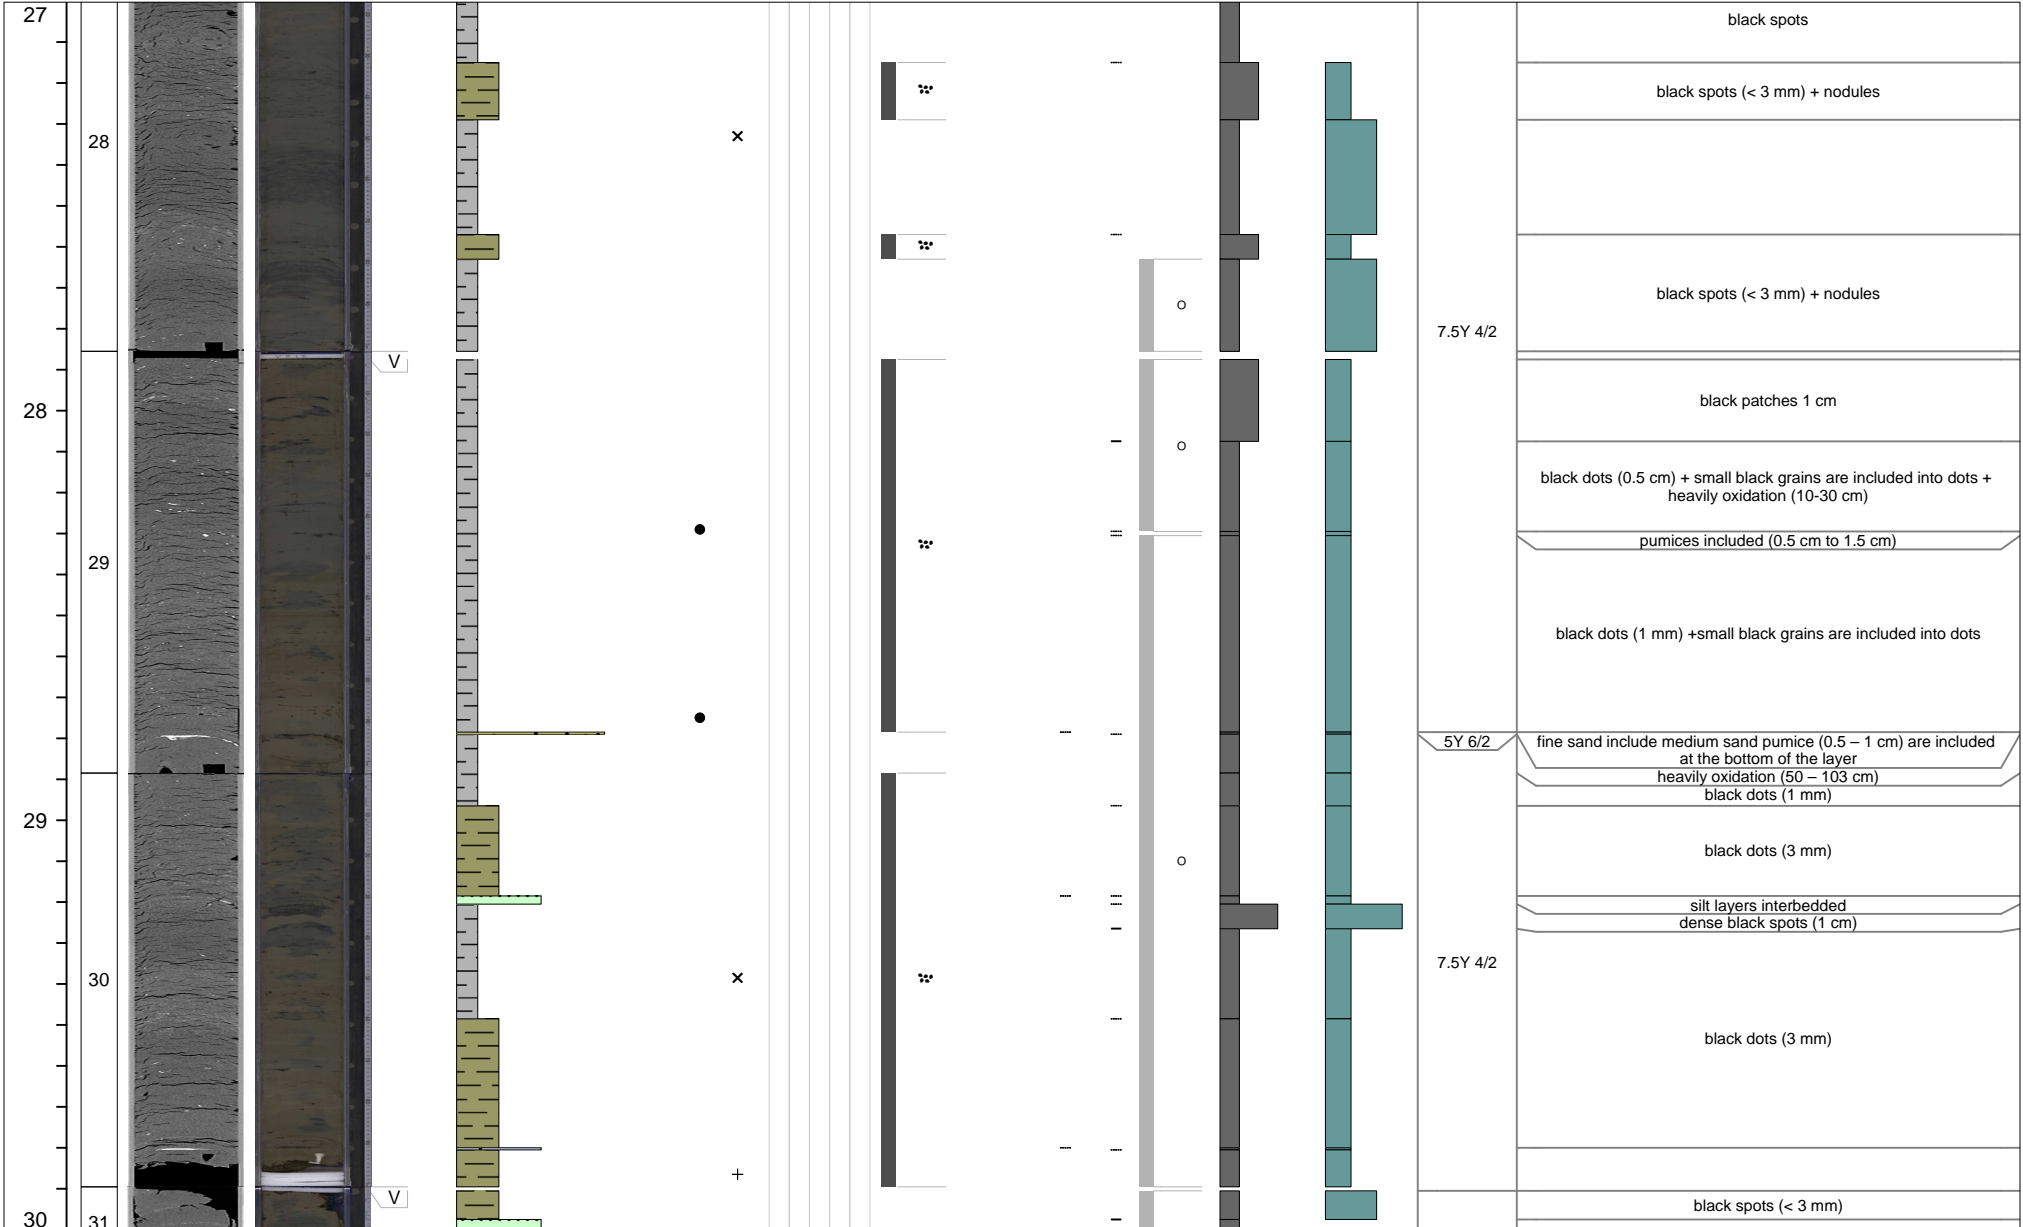 27
black spots
black spots (< 3 mm) + nodules
28
black spots (< 3 mm) + nodules
7.5Y 4/2
V
28
black patches 1 cm
black dots (0.5 cm) + small black grains are included into dots +
heavily oxidation (10-30 cm)
pumices included (0.5 cm to 1.5 cm)
29
black dots (1 mm) +small black grains are included into dots
5Y 6/2
fine sand include medium sand pumice (0.5 – 1 cm) are included
at the bottom of the layer
heavily oxidation (50 – 103 cm)
black dots (1 mm)
29
black dots (3 mm)
silt layers interbedded
dense black spots (1 cm)
7.5Y 4/2
30
black dots (3 mm)
V
black spots (< 3 mm)
30
31